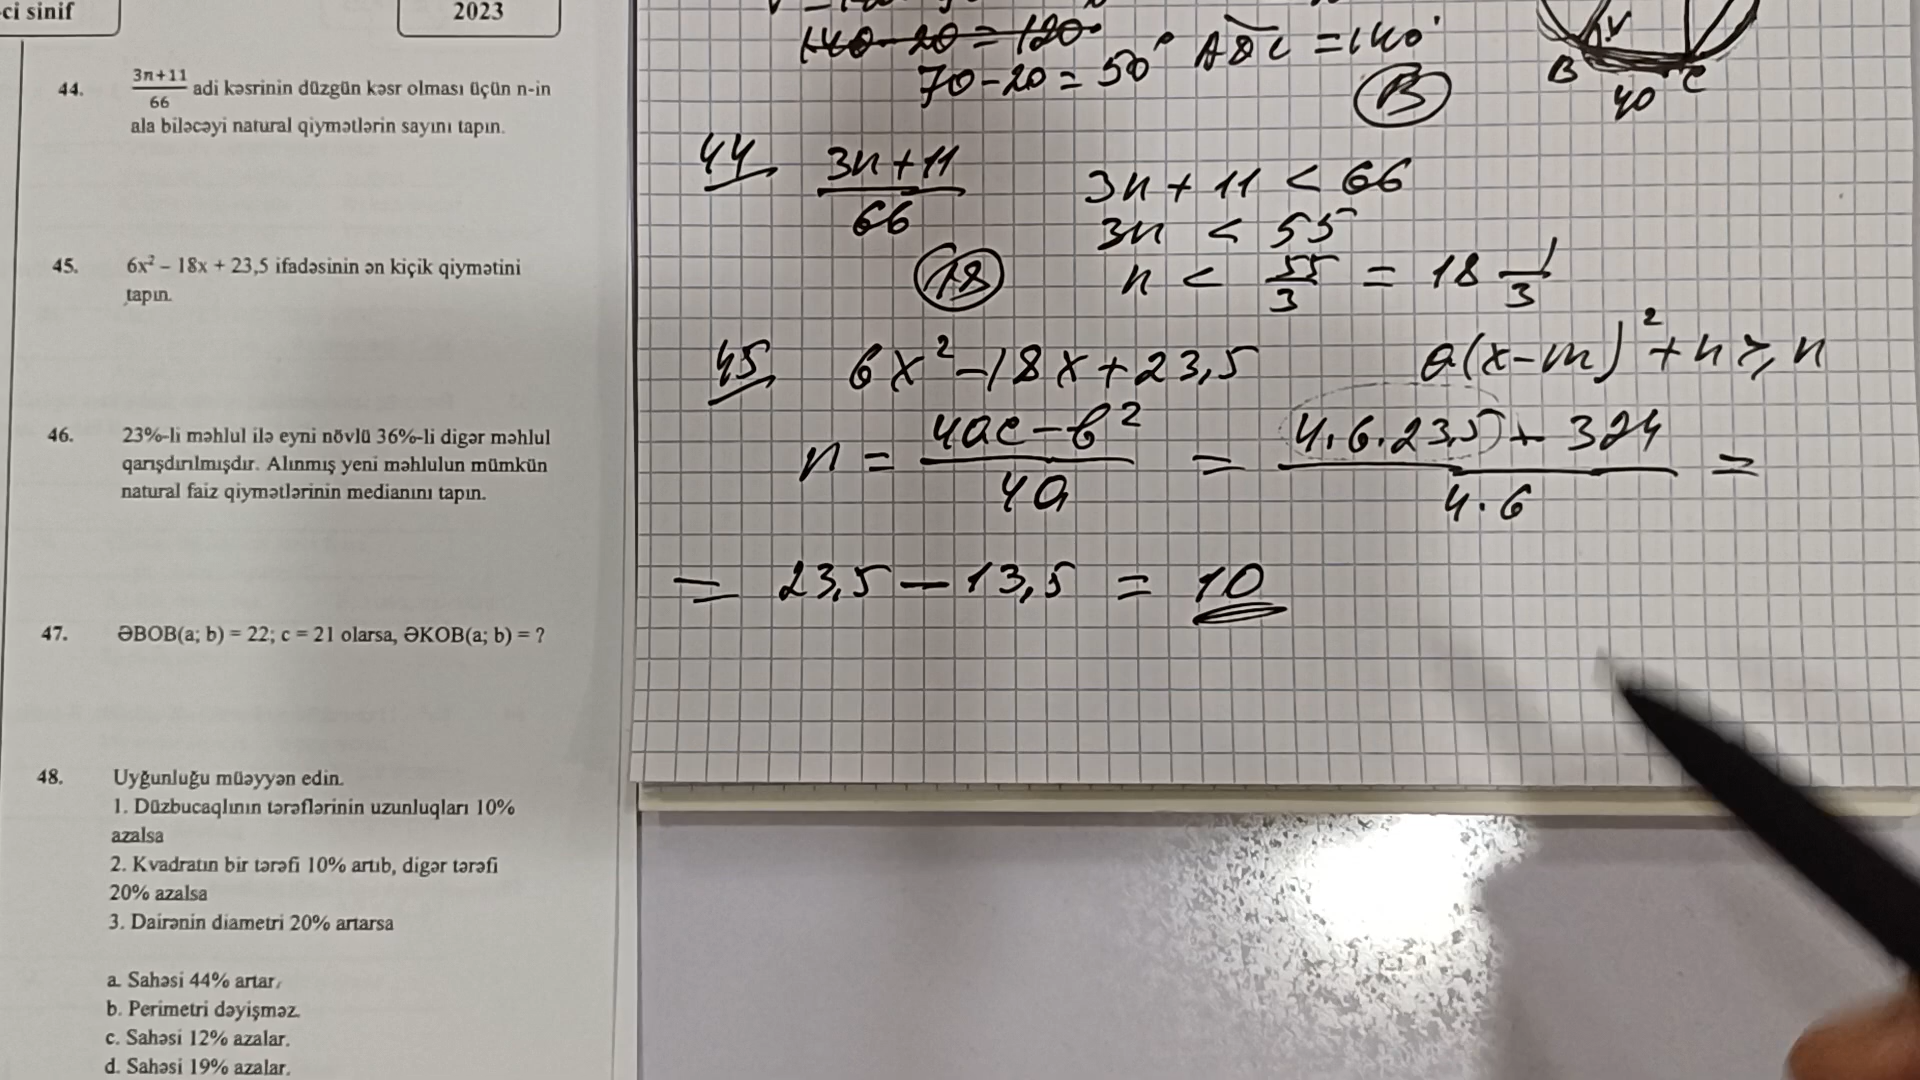 -ci sinif
2023
44. \frac{3n+11}{66} adi kəsrinin düzgün kəsr olması üçün n-in
ala biləcəyi natural qiymətlərin sayını tapın.
45. 6x² – 18x + 23,5 ifadəsinin ən kiçik qiymətini
tapın.
46. 23%-li məhlul ilə eyni növlü 36%-li digər məhlul
qarışdırılmışdır. Alınmış yeni məhlulun mümkün
natural faiz qiymətlərinin medianını tapın.
47. ƏBOB(a; b) = 22; c = 21 olarsa, ƏKOB(a; b) = ?
48. Uyğunluğu müəyyən edin.
1. Düzbucaqlının tərəflərinin uzunluqları 10%
azalsa
2. Kvadratın bir tərəfi 10% artıb, digər tərəfi
20% azalsa
3. Dairənin diametri 20% artarsa
a. Sahəsi 44% artar.
b. Perimetri dəyişməz.
c. Sahəsi 12% azalar.
d. Sahəsi 19% azalar.
140-20=120°
70-20=50° ABC=140°
B
B C
40
44. \frac{3n+11}{66} 3n+11<66
3n<55
18 n<\frac{55}{3}=18\frac{1}{3}
45. 6x²-18x+23,5 a(x-m)²+n≥n
n=\frac{4ac-b²}{4a}=\frac{4·6·23,5+324}{4·6}=
=23,5-13,5=10